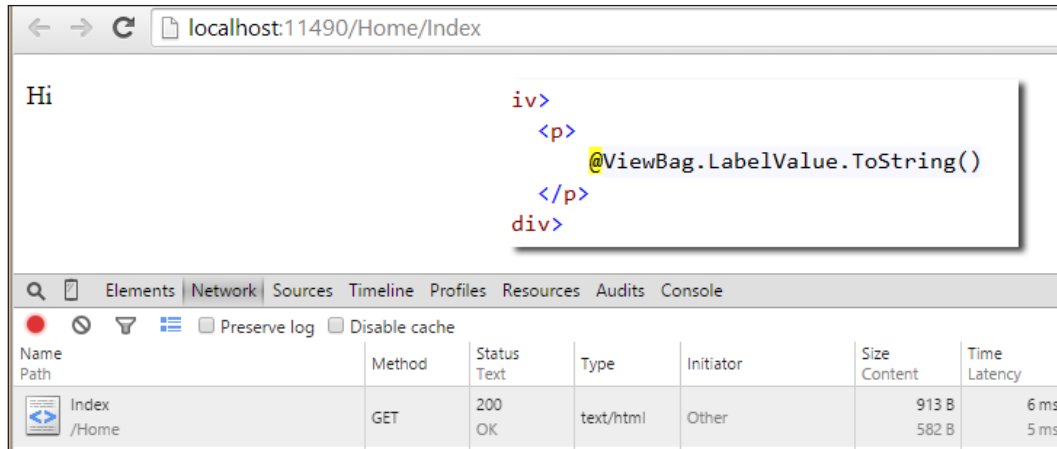 localhost:11490/Home/Index
Hi
iv>
<p>
@ViewBag.LabelValue.ToString()
</p>
div>
Elements Network Sources Timeline Profiles Resources Audits Console
Preserve log Disable cache
Name Method Status Type Initiator Size Time
Path Text Content Latency
Index GET 200 text/html Other 913 B 6 ms
/Home OK 582 B 5 ms